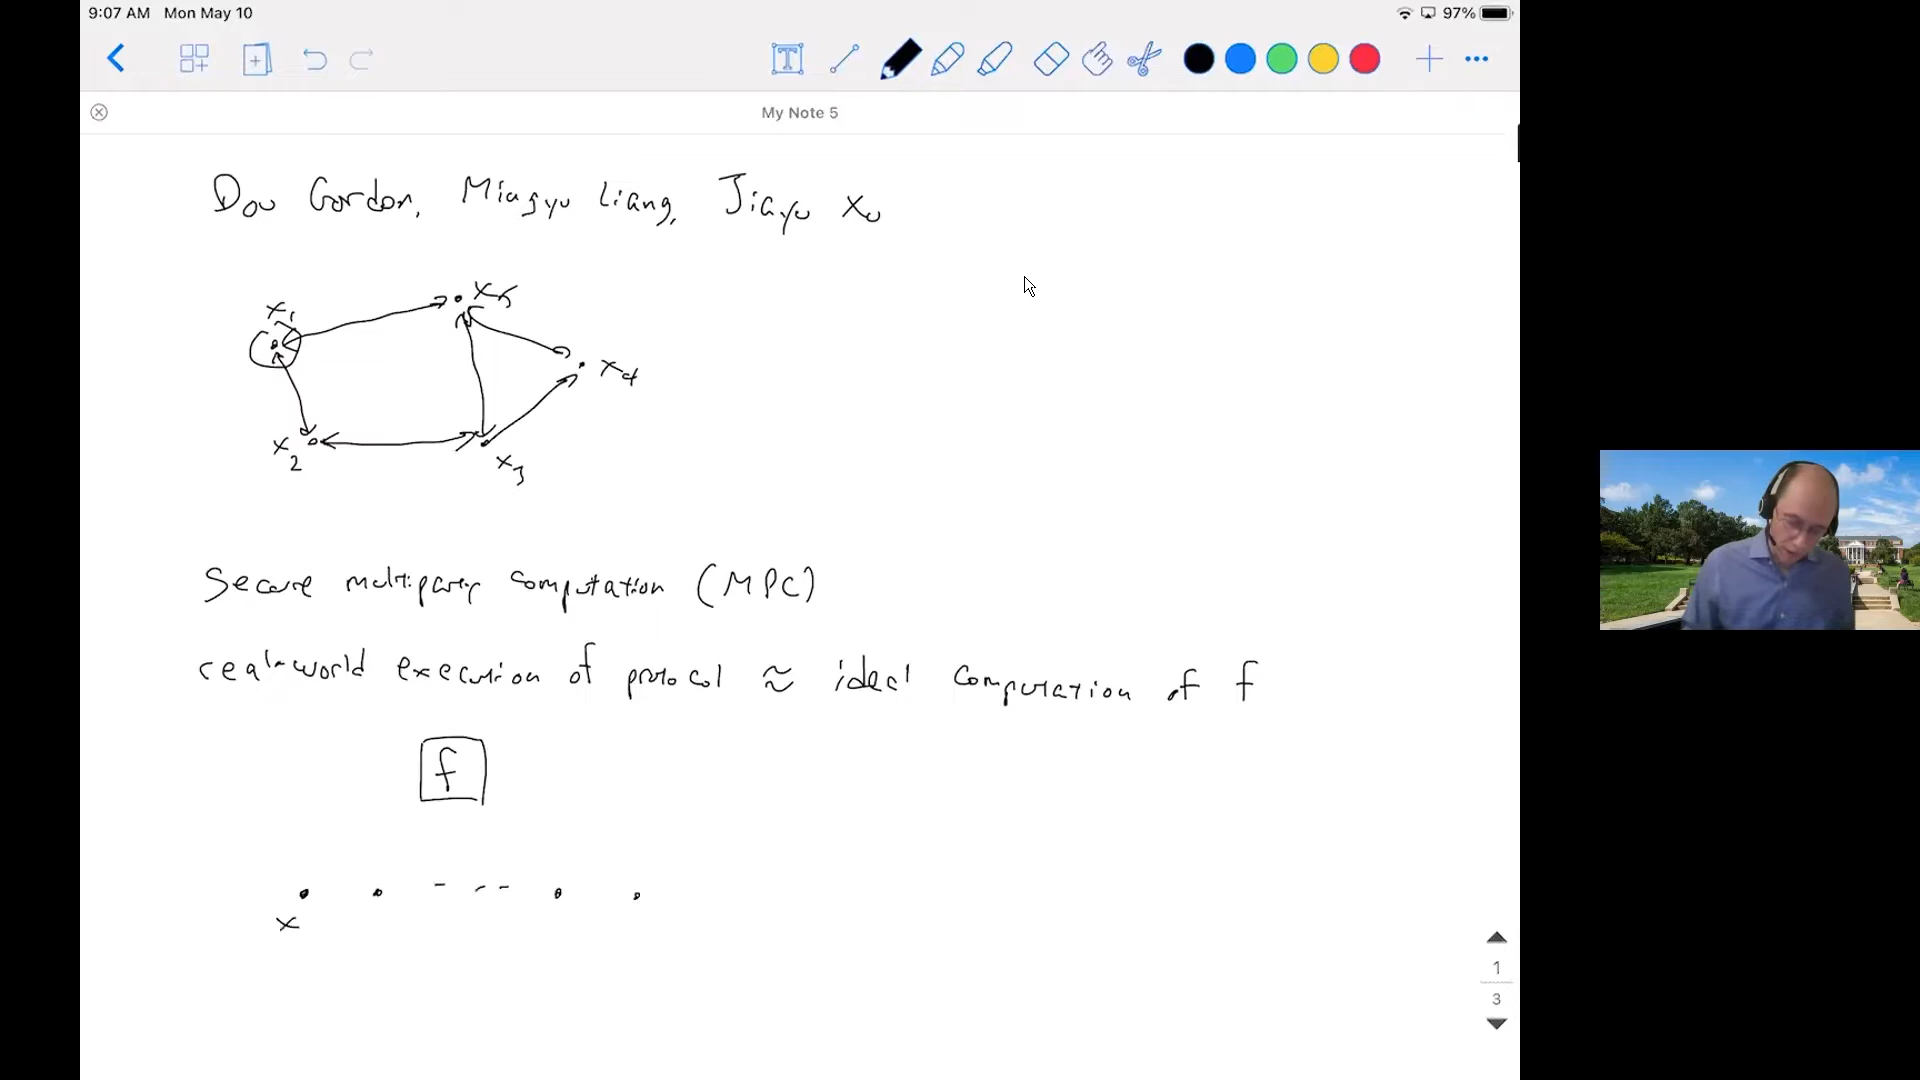 9:07 AM Mon May 10
97%
My Note 5
Dov Gordon, Mingyu Liang, Jiayu Xu
x1
x5
x4
x2
x3
Secure multiparty computation (MPC)
real-world execution of protocol ≈ ideal computation of f
f
x
1
3